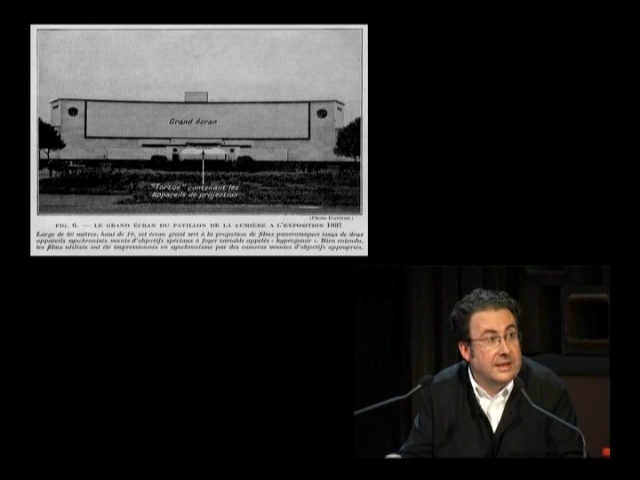 Grand écran
"Tortue" contenant les
appareils de projection
(Photo
FIG. 6. — LE GRAND ÉCRAN DU PAVILLON DE LA LUMIÈRE A L'EXPOSITION 1937
Large de 60 mètres, haut de 10, cet écran géant sert à la projection de films panoramiques issus de deux
appareils synchronisés munis d'objectifs spéciaux à foyer variable appelés « hypergonar ». Bien entendu,
les films utilisés ont été impressionnés en synchronisme par des cameras munies d'objectifs appropriés.